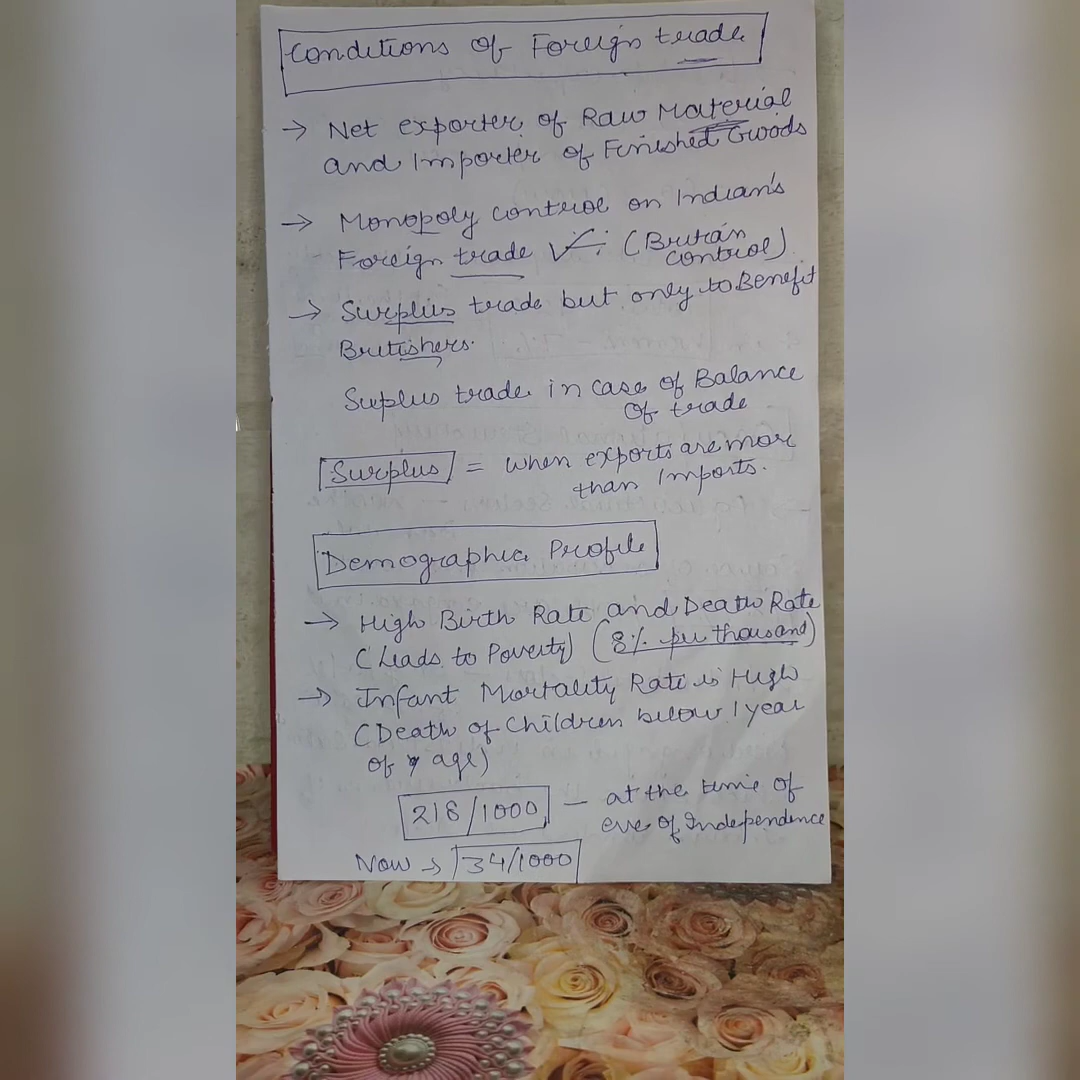 Conditions of Foreign trade
→ Net exporter of Raw Material
and Importer of Finished Goods
→ Monopoly control on Indian's
Foreign trade ✓: (Britain
control)
→ Surplus trade but only to Benefit
Britishers.
Suplus trade in case of Balance
of trade
Surplus = when exports are mor
than Imports.
Demographic Profile
→ High Birth Rate and Death Rate
(leads to Poverty) (8% per thousand)
→ Infant Mortality Rate is High
(Death of Children below 1 year
of age)
218/1000 — at the time of
eve of Independence
Now → 34/1000